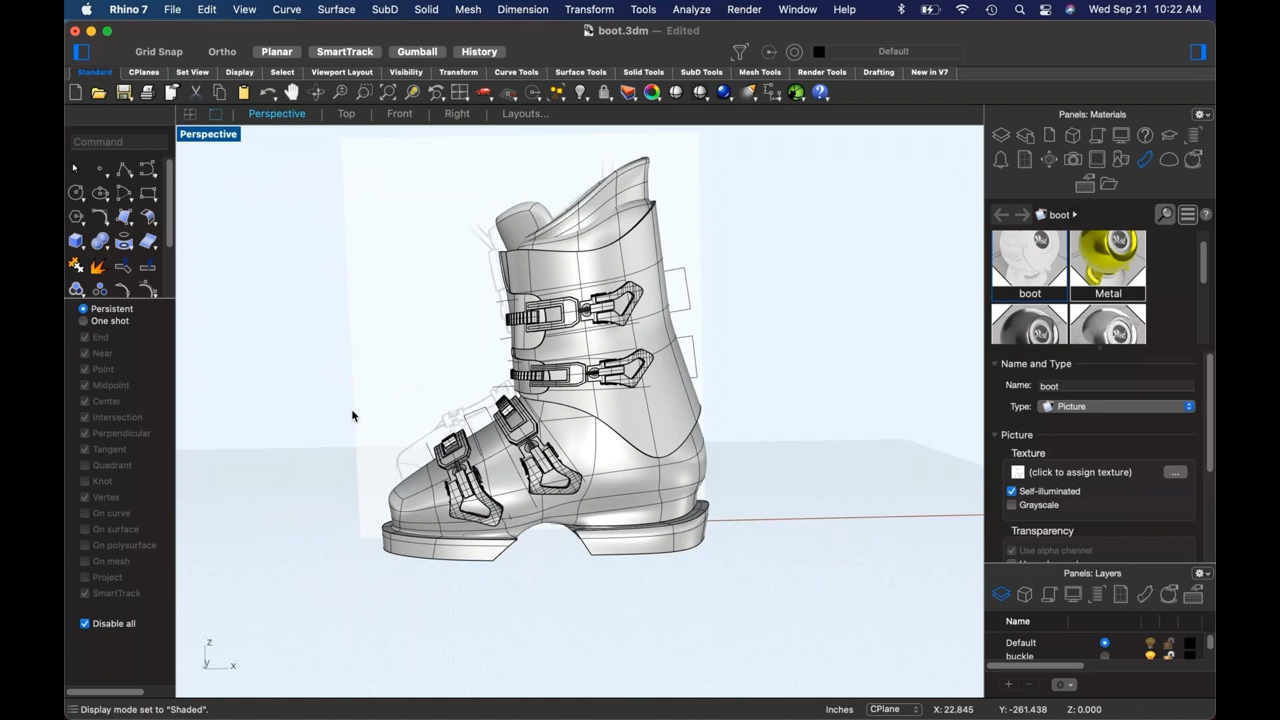 Rhino 7 File Edit View Curve Surface SubD Solid Mesh Dimension Transform Tools Analyze Render Window Help Wed Sep 21 10:22 AM
boot.3dm — Edited
Grid Snap Ortho Planar SmartTrack Gumball History Default
Standard CPlanes Set View Display Select Viewport Layout Visibility Transform Curve Tools Surface Tools Solid Tools SubD Tools Mesh Tools Render Tools Drafting New in V7
Perspective Top Front Right Layouts...
Panels: Materials
Perspective
Command
boot
boot Metal
Persistent
One shot
End
Near
Point
Midpoint
Center
Intersection
Perpendicular
Tangent
Quadrant
Knot
Vertex
On curve
On surface
On polysurface
On mesh
Project
SmartTrack
Disable all
Name and Type
Name: boot
Type: Picture
Picture
Texture
(click to assign texture) ...
Self-illuminated
Grayscale
Transparency
Use alpha channel
Panels: Layers
Name
Default
buckle
z
y x
Display mode set to "Shaded". Inches CPlane X: 22.845 Y: -261.438 Z: 0.000